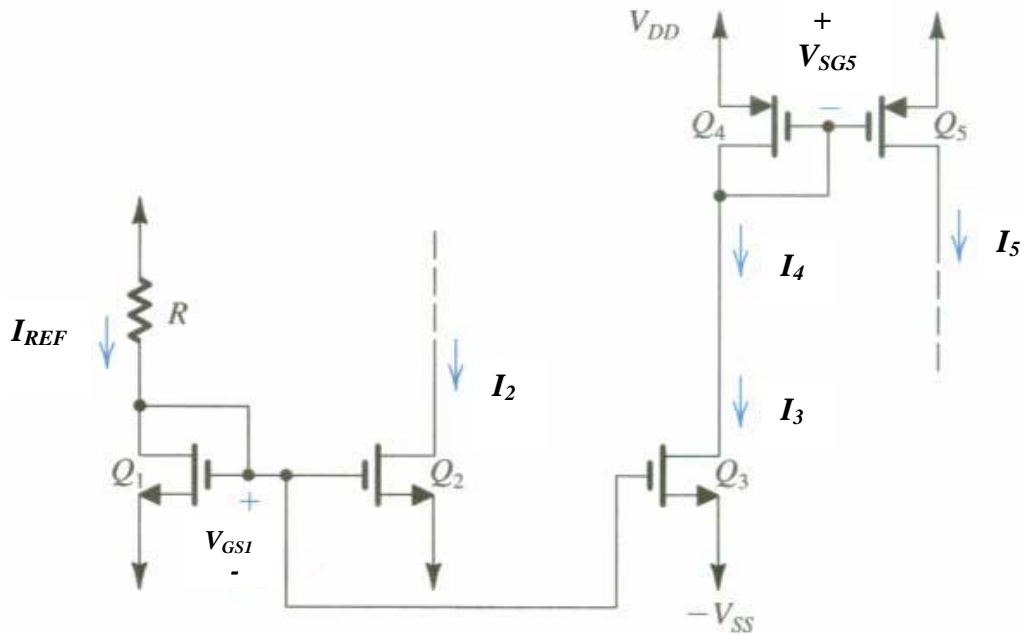 V_DD
+
V_SG5
–
Q_4
Q_5
I_4
I_5
I_REF
R
I_2
I_3
Q_1
+
V_GS1
-
Q_2
Q_3
–V_SS